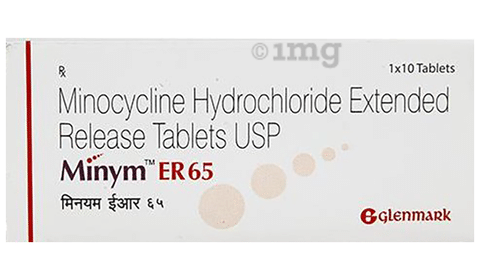 1mg
℞
1x10 Tablets
Minocycline Hydrochloride Extended
Release Tablets USP
Minym™ ER 65
मिनयम ईआर ६५
Glenmark